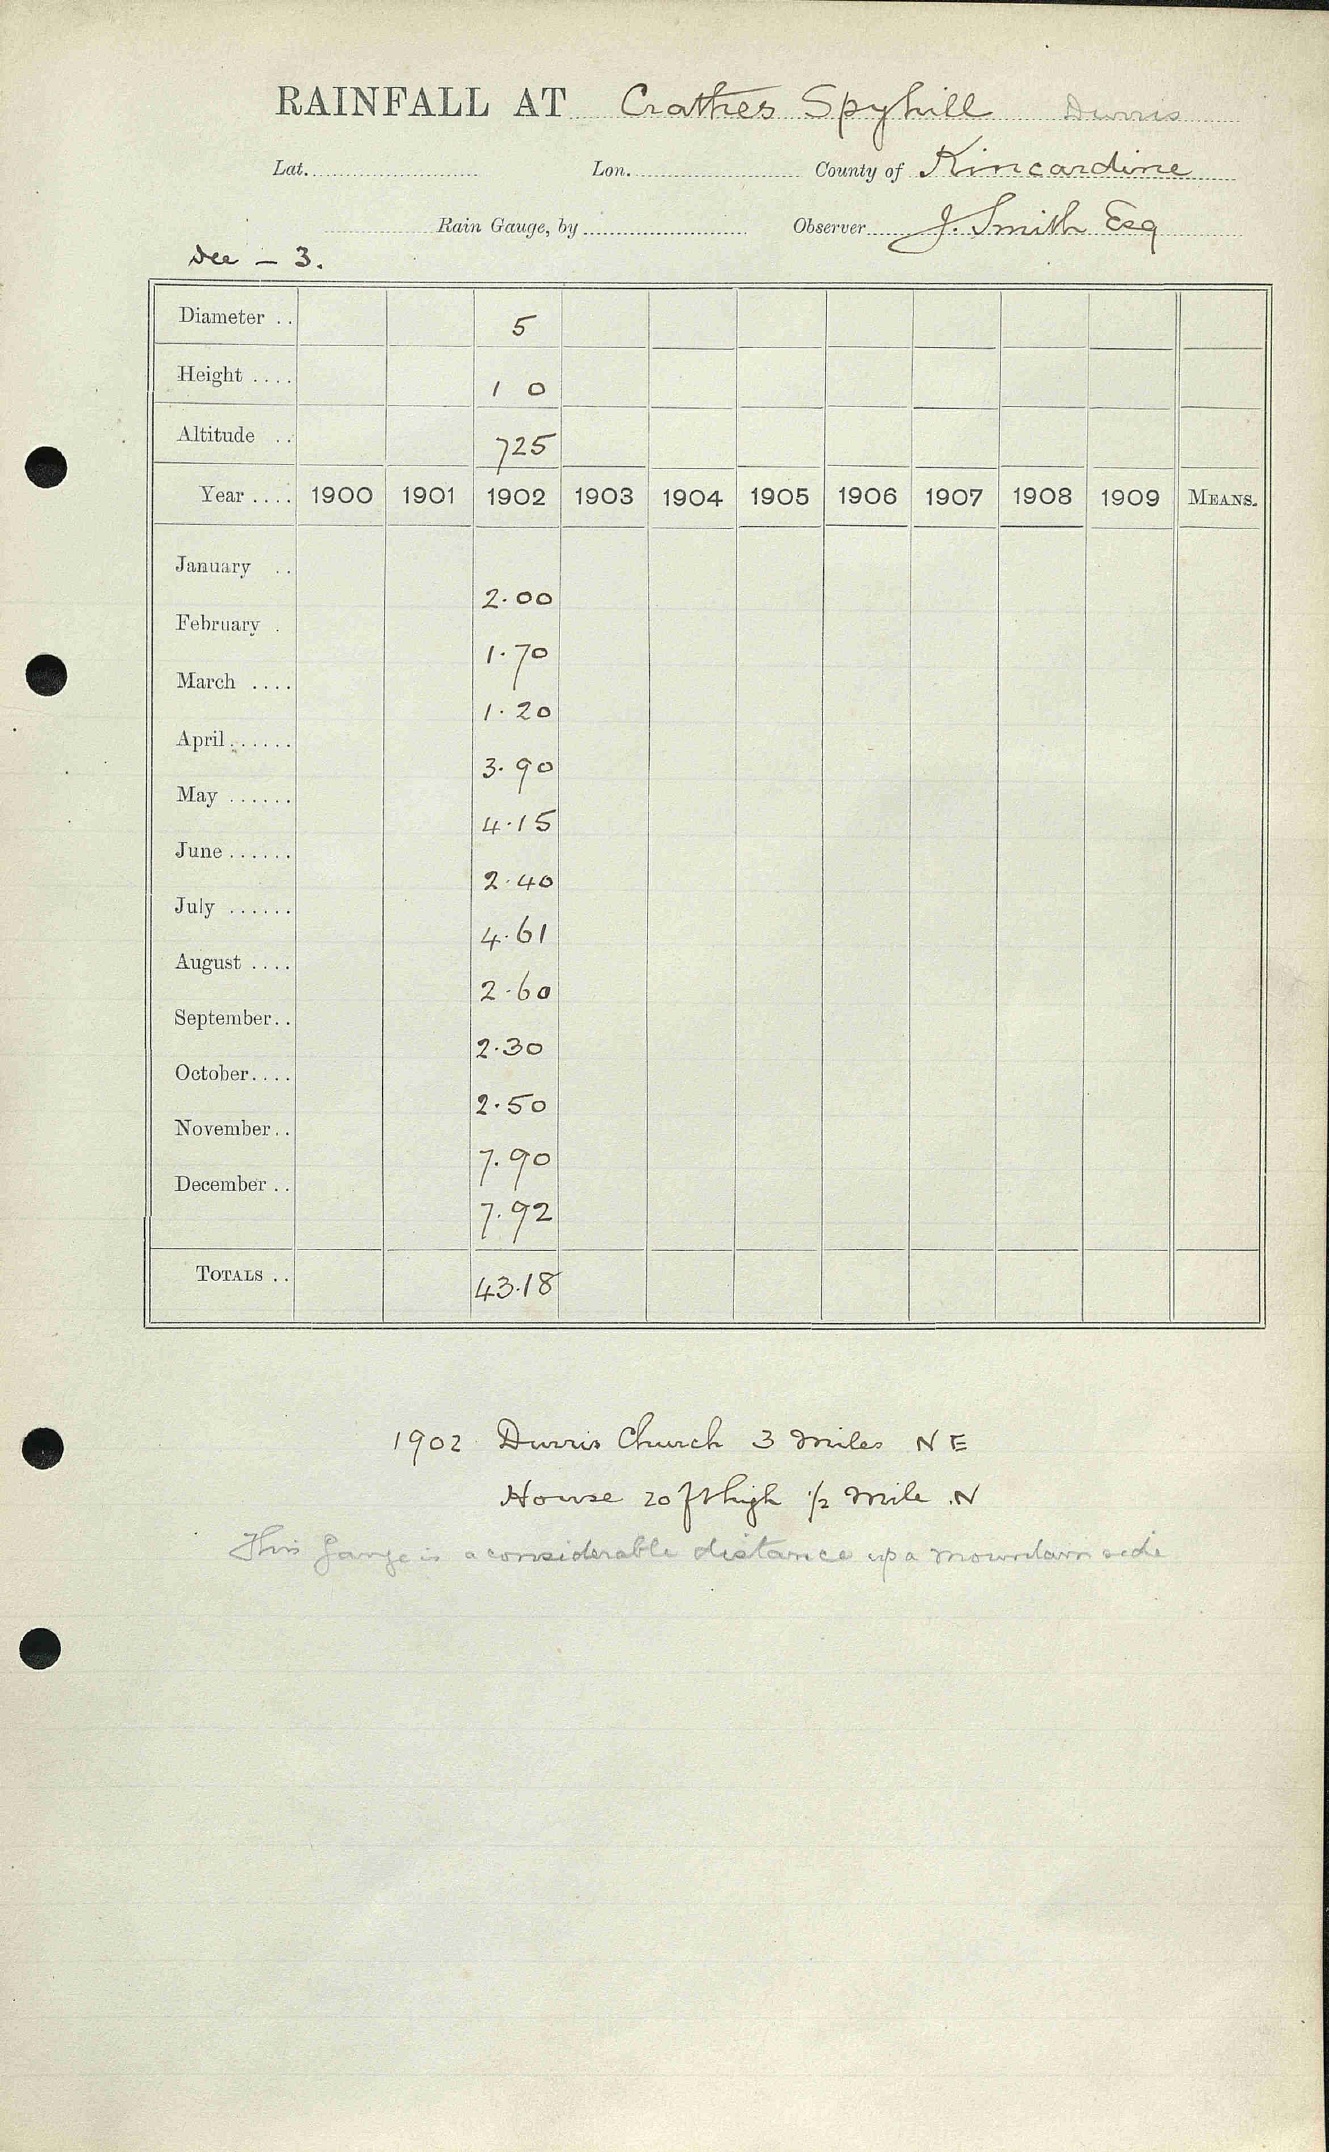 RAINFALL AT Crathes Spyhill Durris
Lat. Lon. County of Kincardine
Rain Gauge, by Observer J. Smith Esq
Dee – 3.
Diameter .. 5
Height .... 1 0
Altitude .. 725
Year .... 1900 1901 1902 1903 1904 1905 1906 1907 1908 1909 MEANS.
January .. 2.00
February . 1.70
March .... 1.20
April...... 3.90
May ...... 4.15
June...... 2.40
July ...... 4.61
August .... 2.60
September.. 2.30
October.... 2.50
November.. 7.90
December .. 7.92
TOTALS .. 43.18
1902 Durris Church 3 miles N E
House 20 ft high 1/2 mile N
This Gauge is a considerable distance up a mountain side